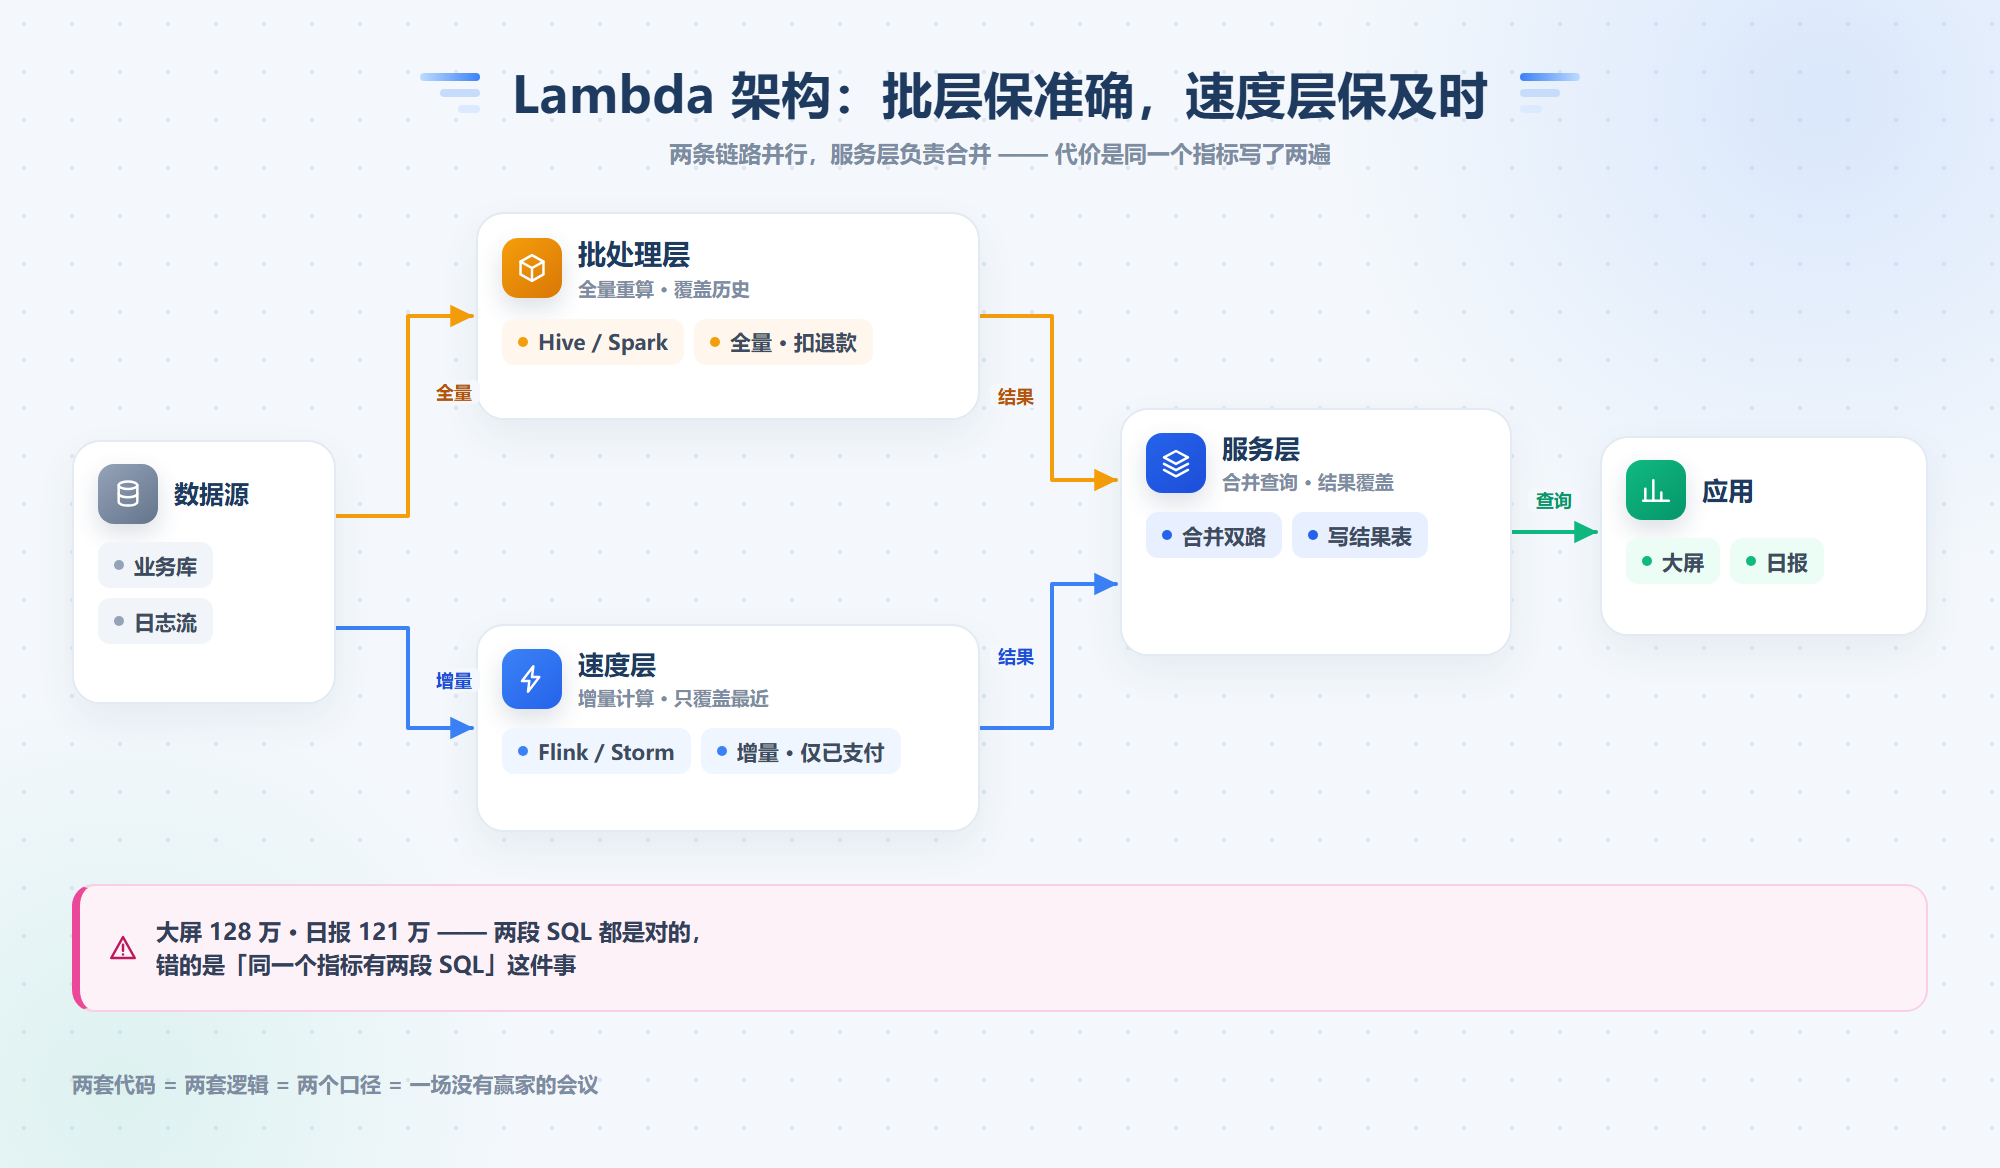 Lambda 架构：批层保准确，速度层保及时
两条链路并行，服务层负责合并 —— 代价是同一个指标写了两遍
批处理层
全量重算·覆盖历史
Hive / Spark
全量·扣退款
全量
结果
数据源
业务库
日志流
服务层
合并查询·结果覆盖
合并双路
写结果表
查询
应用
大屏
日报
增量
速度层
增量计算·只覆盖最近
Flink / Storm
增量·仅已支付
结果
大屏 128 万·日报 121 万 —— 两段 SQL 都是对的，
错的是「同一个指标有两段 SQL」这件事
两套代码 = 两套逻辑 = 两个口径 = 一场没有赢家的会议